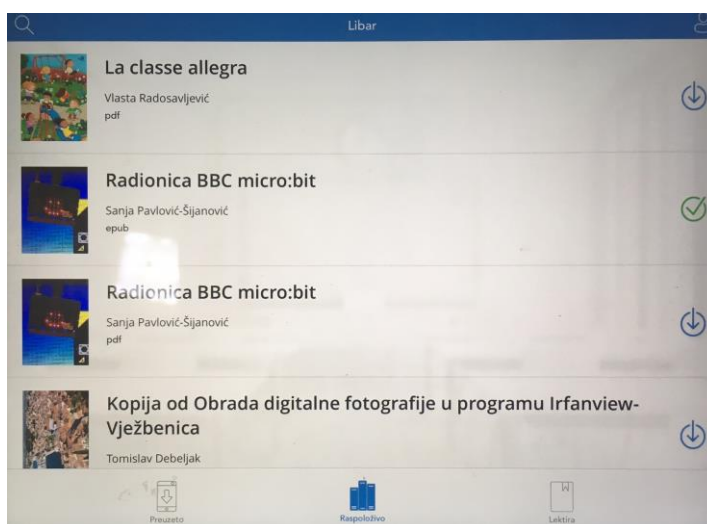 Libar
La classe allegra
Vlasta Radosavljević
pdf
Radionica BBC micro:bit
Sanja Pavlović-Šijanović
epub
Radionica BBC micro:bit
Sanja Pavlović-Šijanović
pdf
Kopija od Obrada digitalne fotografije u programu Irfanview-
Vježbenica
Tomislav Debeljak
Preuzeto
Raspoloživo
Lektira